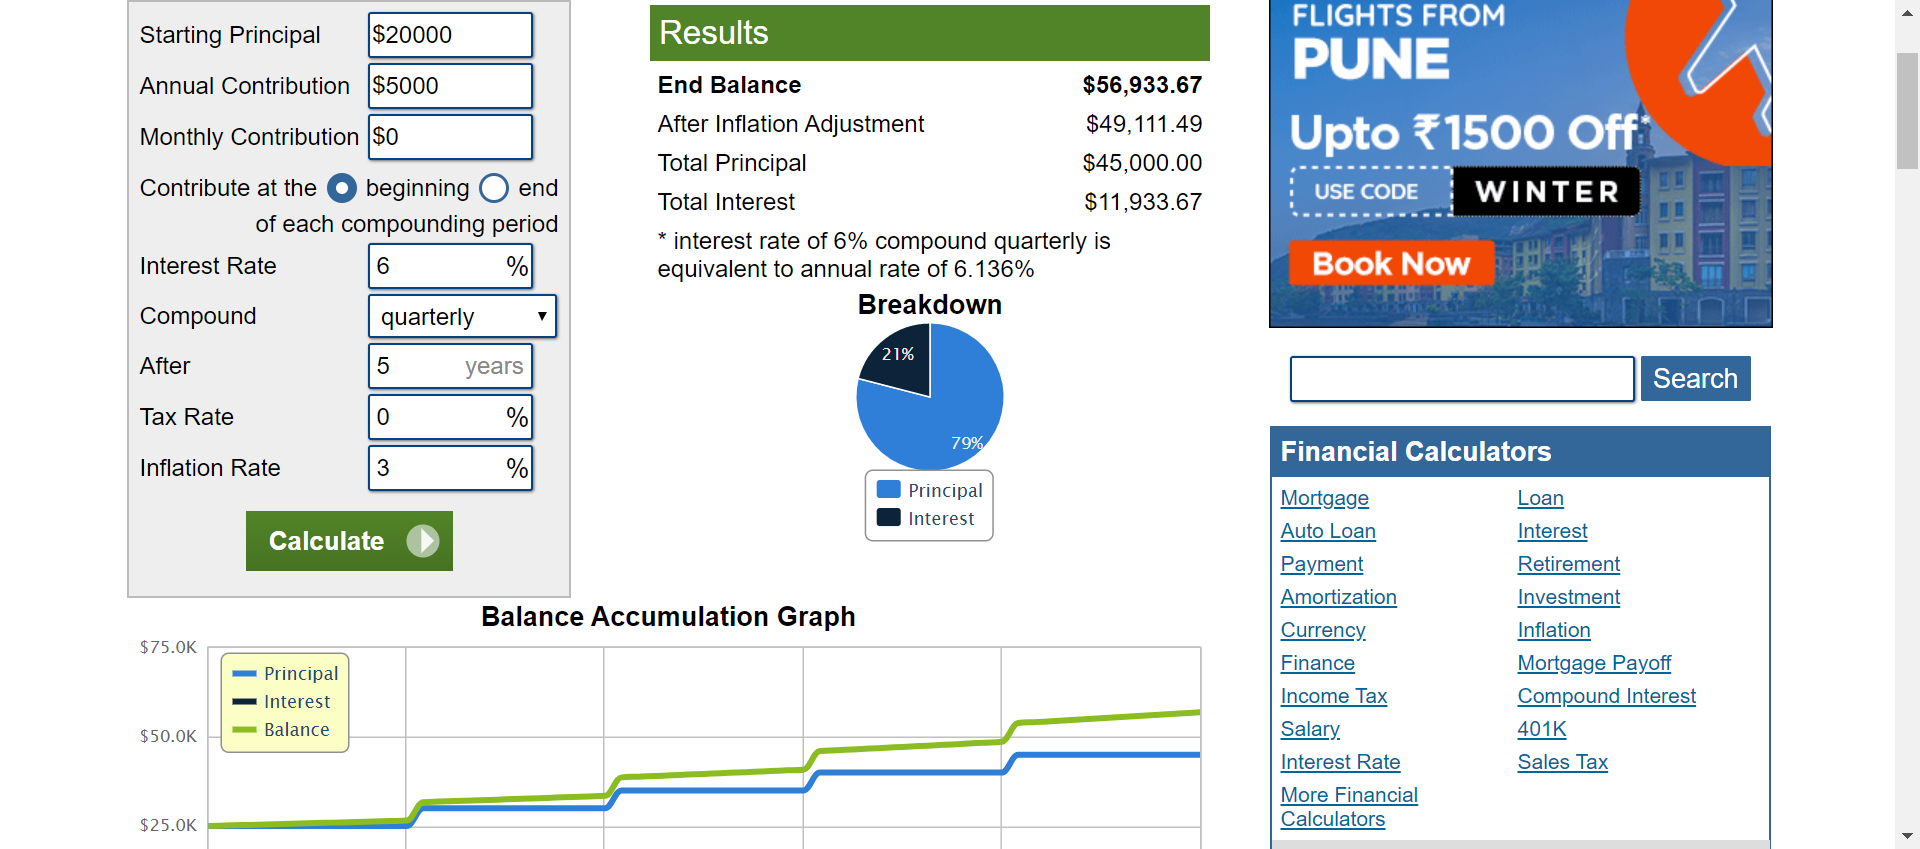 Starting Principal $20000
Annual Contribution $5000
Monthly Contribution $0
Contribute at the beginning end
of each compounding period
Interest Rate 6 %
Compound quarterly
After 5 years
Tax Rate 0 %
Inflation Rate 3 %
Calculate
Results
End Balance $56,933.67
After Inflation Adjustment $49,111.49
Total Principal $45,000.00
Total Interest $11,933.67
* interest rate of 6% compound quarterly is
equivalent to annual rate of 6.136%
Breakdown
21%
79%
Principal
Interest
Balance Accumulation Graph
$75.0K
$50.0K
$25.0K
Principal
Interest
Balance
FLIGHTS FROM
PUNE
Upto ₹1500 Off*
USE CODE WINTER
Book Now
Search
Financial Calculators
Mortgage Loan
Auto Loan Interest
Payment Retirement
Amortization Investment
Currency Inflation
Finance Mortgage Payoff
Income Tax Compound Interest
Salary 401K
Interest Rate Sales Tax
More Financial
Calculators